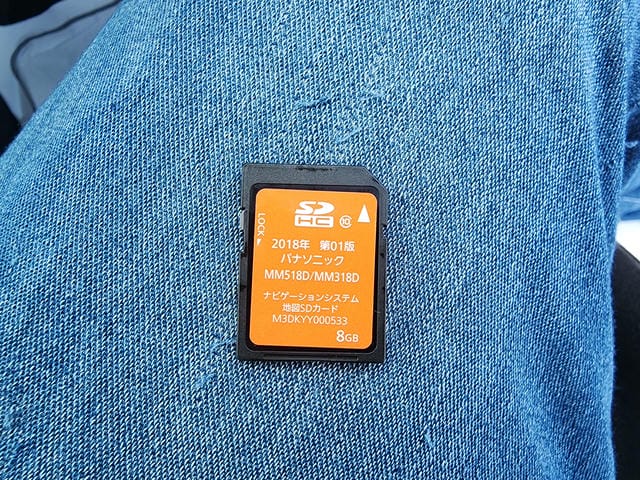 SD
HC ⑩
LOCK
2018年 第01版
パナソニック
MM518D/MM318D
ナビゲーションシステム
地図SDカード
M3DKYY000533
8GB